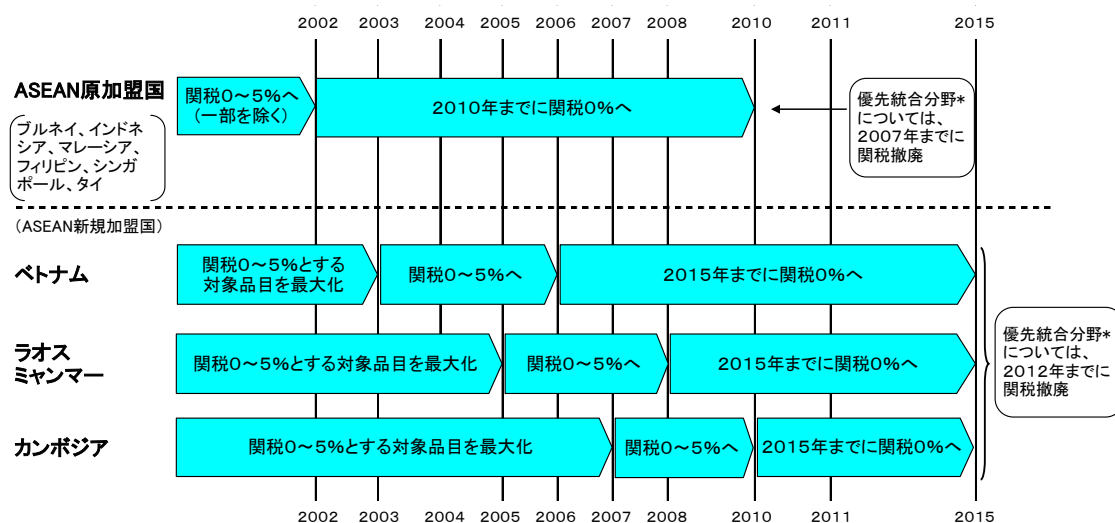 2002 2003 2004 2005 2006 2007 2008 2010 2011 2015
ASEAN原加盟国
ブルネイ、インドネ
シア、マレーシア、
フィリピン、シンガ
ポール、タイ
関税0～5%へ
(一部を除く)
2010年までに関税0%へ
優先統合分野*
については、
2007年までに
関税撤廃
(ASEAN新規加盟国)
ベトナム
関税0～5%とする
対象品目を最大化
関税0～5%へ
2015年までに関税0%へ
ラオス
ミャンマー
関税0～5%とする対象品目を最大化
関税0～5%へ
2015年までに関税0%へ
優先統合分野*
については、
2012年までに
関税撤廃
カンボジア
関税0～5%とする対象品目を最大化
関税0～5%へ
2015年までに関税0%へ
2002 2003 2004 2005 2006 2007 2008 2010 2011 2015